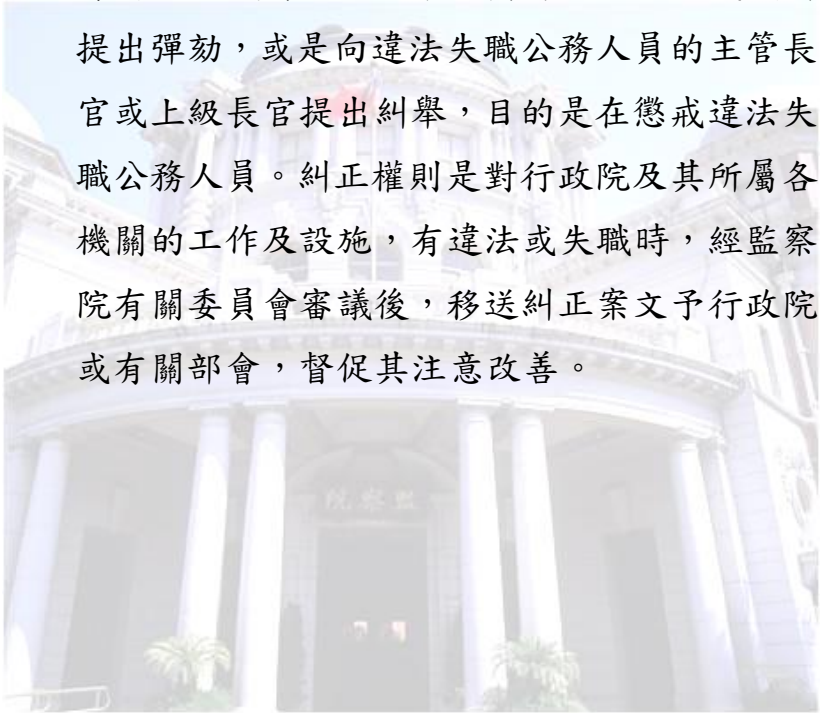 提出彈劾，或是向違法失職公務人員的主管長
官或上級長官提出糾舉，目的是在懲戒違法失
職公務人員。糾正權則是對行政院及其所屬各
機關的工作及設施，有違法或失職時，經監察
院有關委員會審議後，移送糾正案文予行政院
或有關部會，督促其注意改善。
院察監